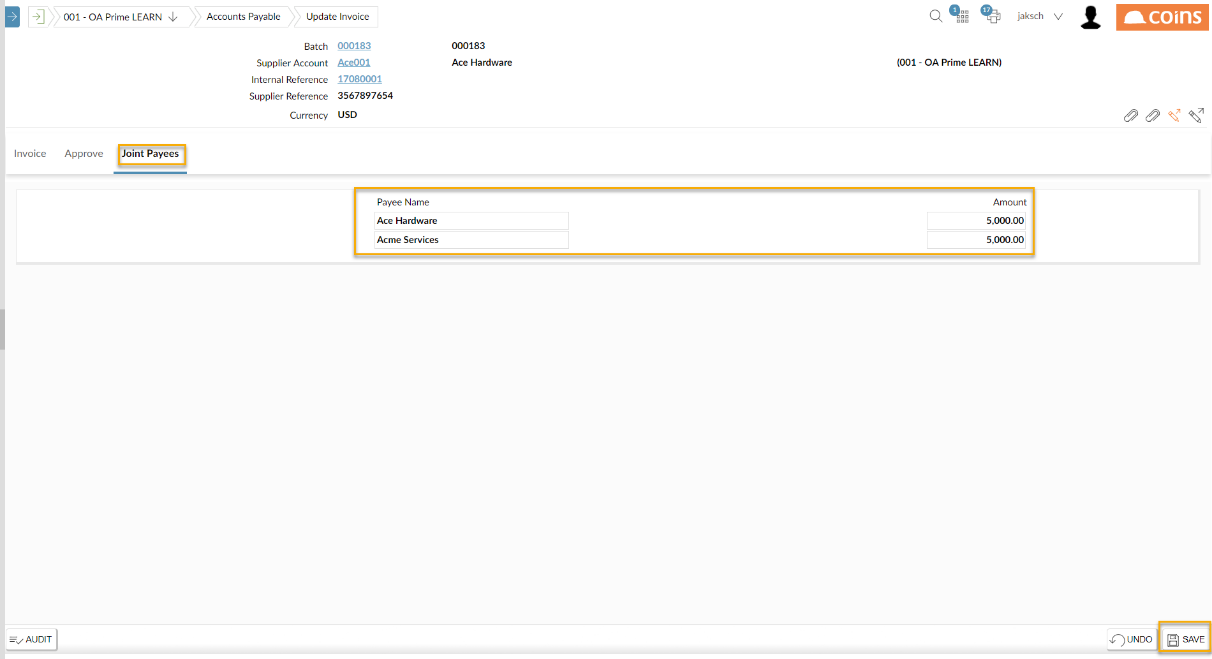 001 - OA Prime LEARN
Accounts Payable
Update Invoice
1
17
jaksch
coins
Batch 000183 000183
Supplier Account Ace001 Ace Hardware (001 - OA Prime LEARN)
Internal Reference 17080001
Supplier Reference 3567897654
Currency USD
Invoice Approve Joint Payees
Payee Name Amount
Ace Hardware 5,000.00
Acme Services 5,000.00
AUDIT UNDO SAVE